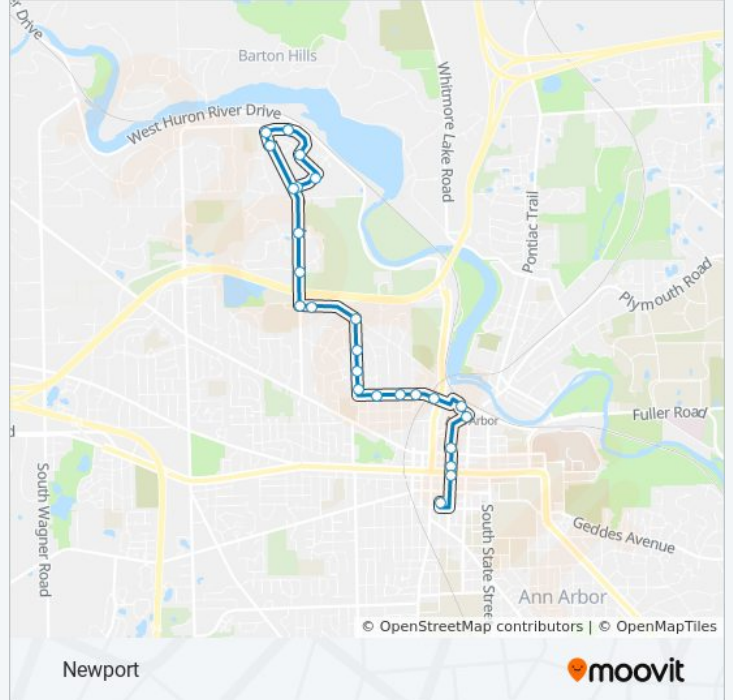 r Drive
Barton Hills
Whitmore Lake Road
West Huron River Drive
Pontiac Trail
Plymouth Road
Fuller Road
Arbor
d
South Wagner Road
South State Stree
Geddes Avenue
Ann Arbor
© OpenStreetMap contributors | © OpenMapTiles
Newport
moovit